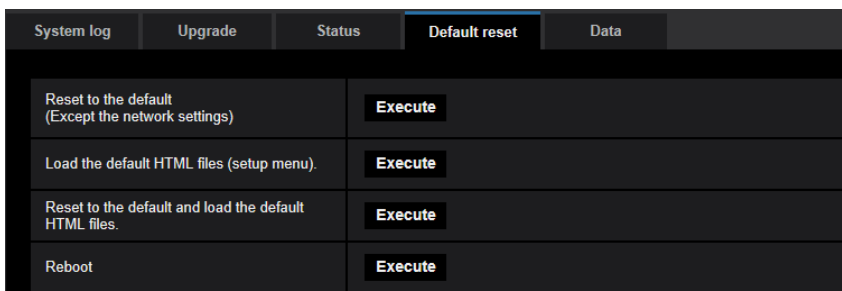 System log Upgrade Status Default reset Data
Reset to the default
(Except the network settings)
Execute
Load the default HTML files (setup menu).
Execute
Reset to the default and load the default
HTML files.
Execute
Reboot
Execute